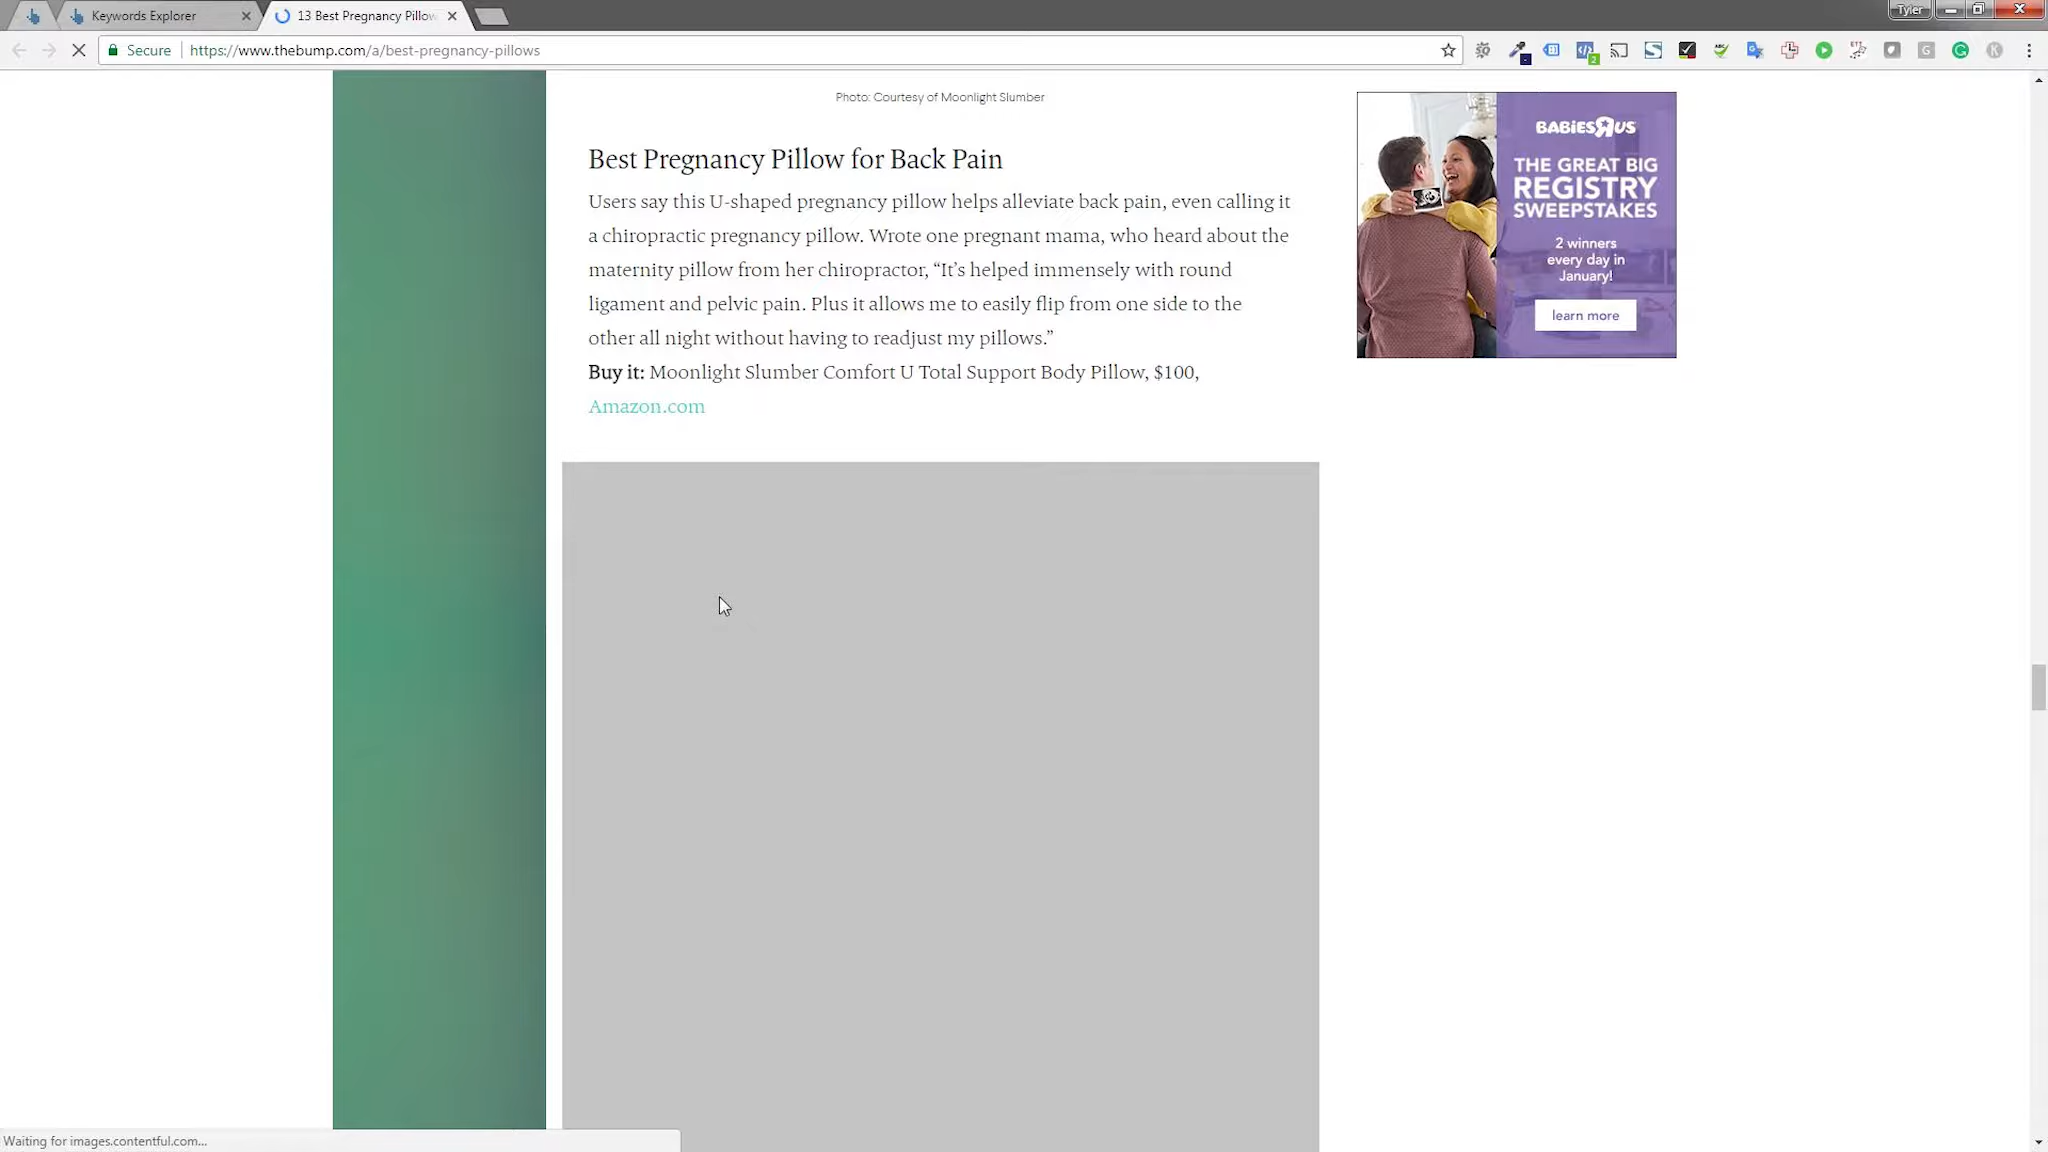 Keywords Explorer
13 Best Pregnancy Pillow
Tyler
Secure
https://www.thebump.com/a/best-pregnancy-pillows
2
Photo: Courtesy of Moonlight Slumber
Best Pregnancy Pillow for Back Pain
Users say this U-shaped pregnancy pillow helps alleviate back pain, even calling it
a chiropractic pregnancy pillow. Wrote one pregnant mama, who heard about the
maternity pillow from her chiropractor, “It’s helped immensely with round
ligament and pelvic pain. Plus it allows me to easily flip from one side to the
other all night without having to readjust my pillows.”
Buy it: Moonlight Slumber Comfort U Total Support Body Pillow, $100,
Amazon.com
BABIESRUS
THE GREAT BIG
REGISTRY
SWEEPSTAKES
2 winners
every day in
January!
learn more
Waiting for images.contentful.com...